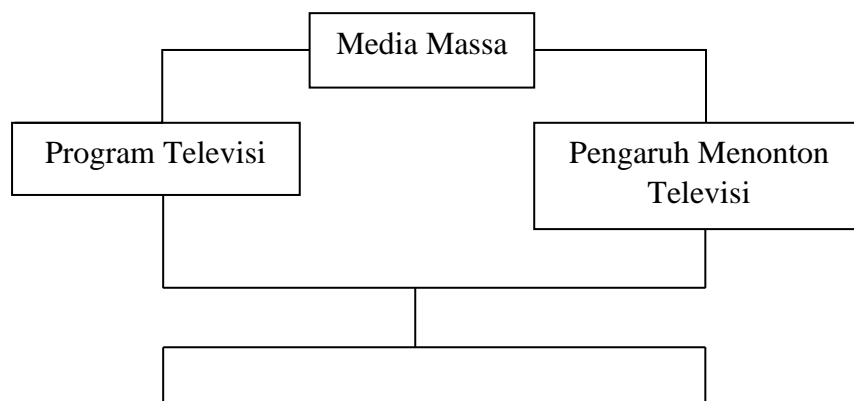 Media Massa
Program Televisi
Pengaruh Menonton
Televisi